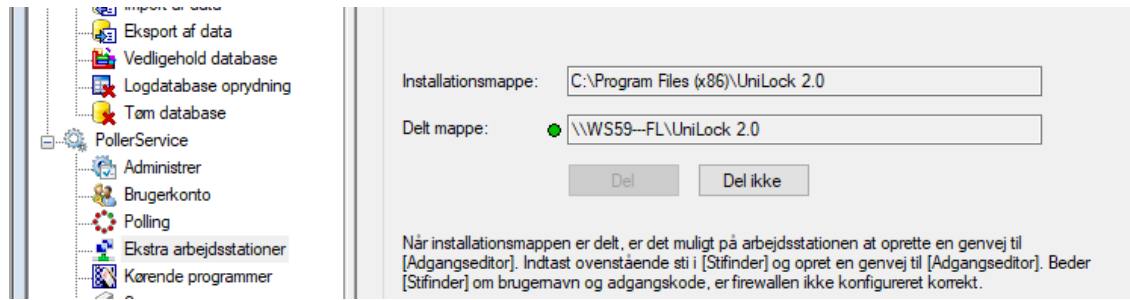 Import af data
Eksport af data
Vedligehold database
Logdatabase oprydning
Tøm database
PollerService
Administrer
Brugerkonto
Polling
Ekstra arbejdsstationer
Kørende programmer
Installationsmappe: C:\Program Files (x86)\UniLock 2.0
Delt mappe: \\WS59---FL\UniLock 2.0
Del Del ikke
Når installationsmappen er delt, er det muligt på arbejdsstationen at oprette en genvej til
[Adgangseditor]. Indtast ovenstående sti i [Stifinder] og opret en genvej til [Adgangseditor]. Beder
[Stifinder] om brugernavn og adgangskode, er firewallen ikke konfigureret korrekt.